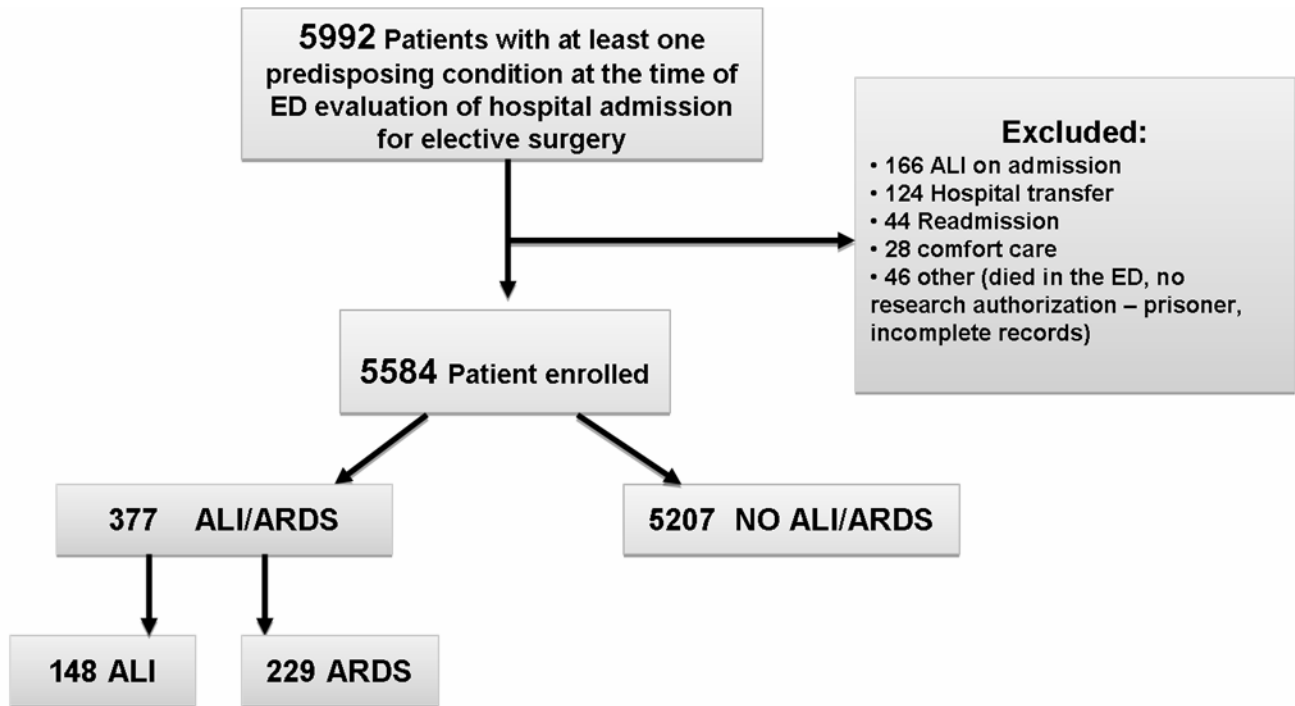 5992 Patients with at least one
predisposing condition at the time of
ED evaluation of hospital admission
for elective surgery
Excluded:
• 166 ALI on admission
• 124 Hospital transfer
• 44 Readmission
• 28 comfort care
• 46 other (died in the ED, no
research authorization – prisoner,
incomplete records)
5584 Patient enrolled
377 ALI/ARDS
5207 NO ALI/ARDS
148 ALI
229 ARDS